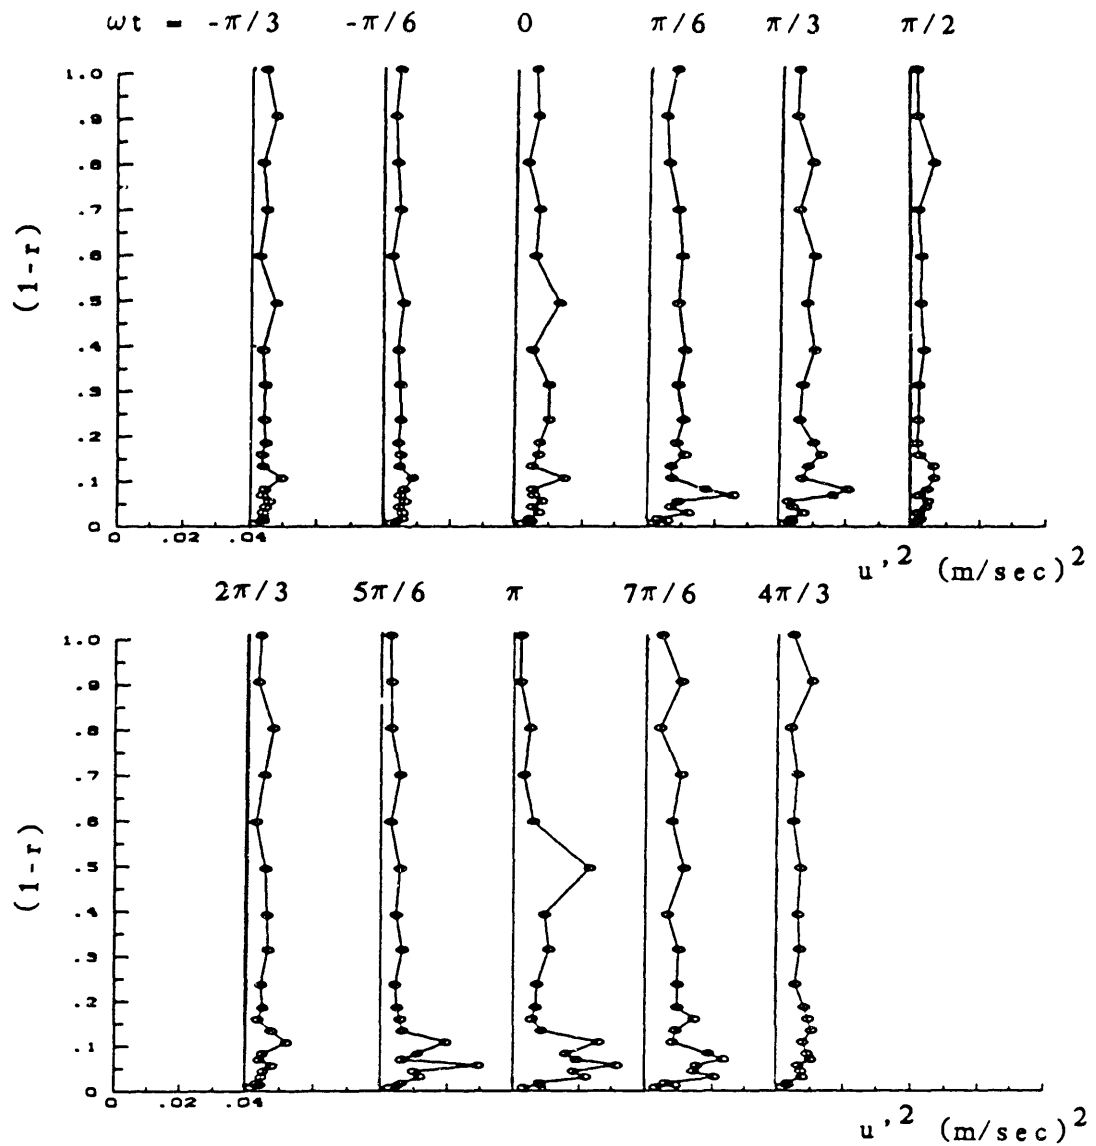 ωt = -π/3 -π/6 0 π/6 π/3 π/2
1.0
.9
.8
.7
.6
.5
.4
.3
.2
.1
0
(1-r)
0 .02 .04
u'² (m/sec)²
2π/3 5π/6 π 7π/6 4π/3
1.0
.9
.8
.7
.6
.5
.4
.3
.2
.1
0
(1-r)
0 .02 .04
u'² (m/sec)²